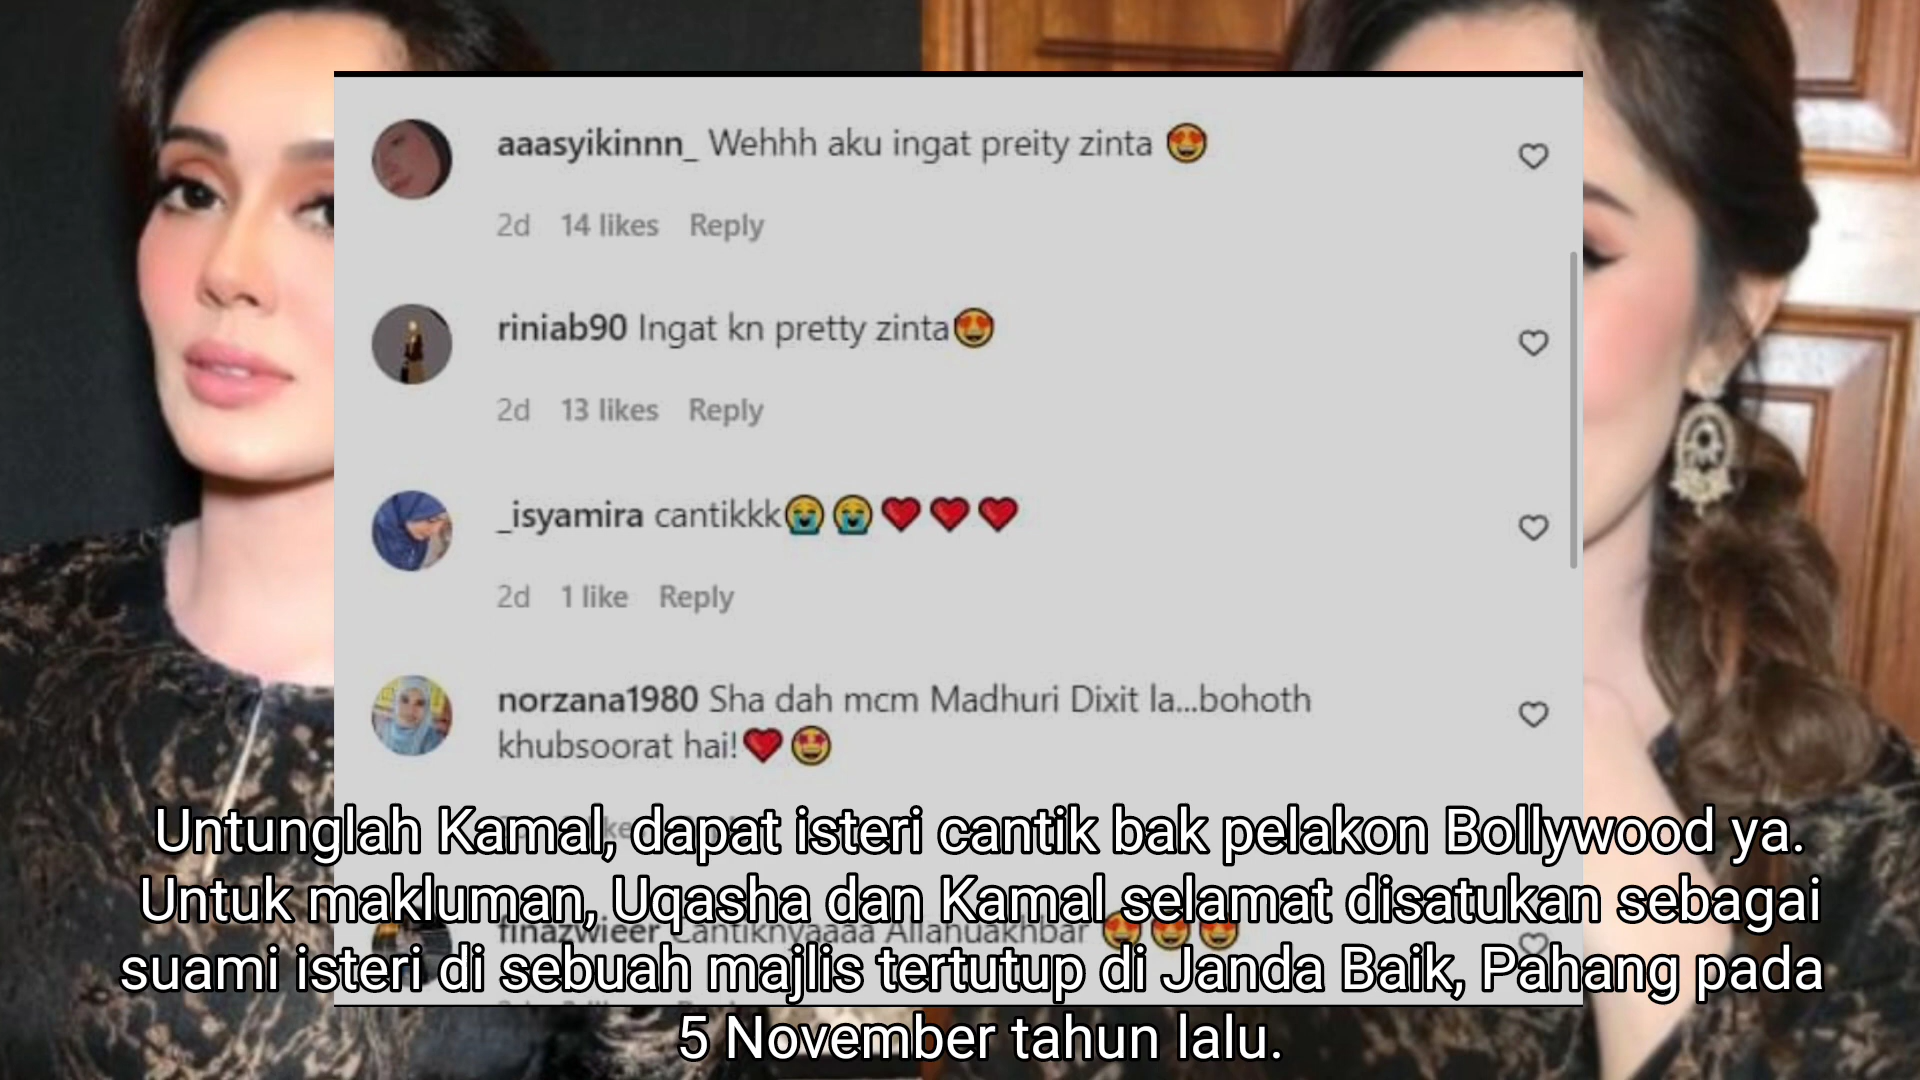 aaasyikinnn_ Wehhh aku ingat preity zinta 😍
2d 14 likes Reply
riniab90 Ingat kn pretty zinta😍
2d 13 likes Reply
_isyamira cantikkk😭😭❤️❤️❤️
2d 1 like Reply
norzana1980 Sha dah mcm Madhuri Dixit la...bohoth
khubsoorat hai!❤️🤩
Untunglah Kamal, dapat isteri cantik bak pelakon Bollywood ya.
Untuk makluman, Uqasha dan Kamal selamat disatukan sebagai
finazwieer Cantiknyaaaa Allahuakhbar 😍😍😍
suami isteri di sebuah majlis tertutup di Janda Baik, Pahang pada
5 November tahun lalu.